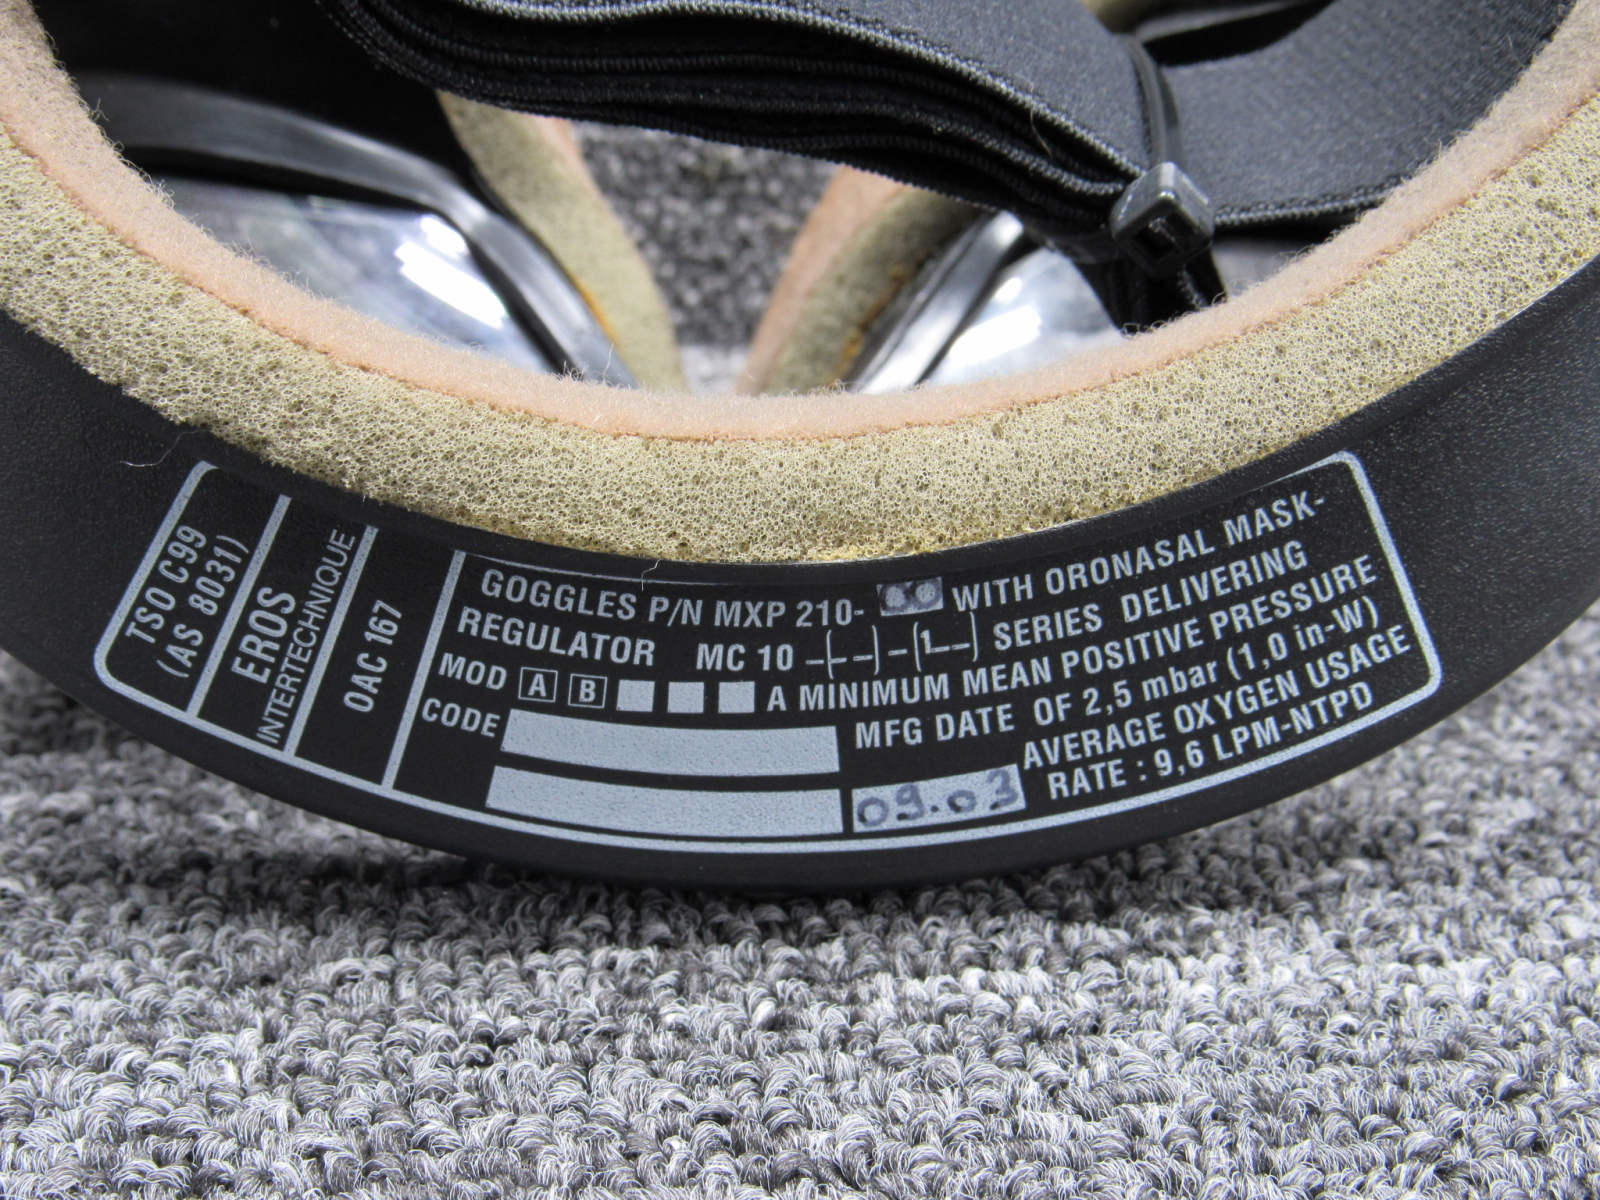 TSO C99
(AS 8031)
EROS
INTERTECHNIQUE
OAC 167
GOGGLES P/N MXP 210- WITH ORONASAL MASK-
REGULATOR MC 10 -(--)-(1--) SERIES DELIVERING
MOD A B A MINIMUM MEAN POSITIVE PRESSURE
CODE MFG DATE OF 2,5 mbar (1,0 in-W)
AVERAGE OXYGEN USAGE
09.03 RATE : 9,6 LPM-NTPD